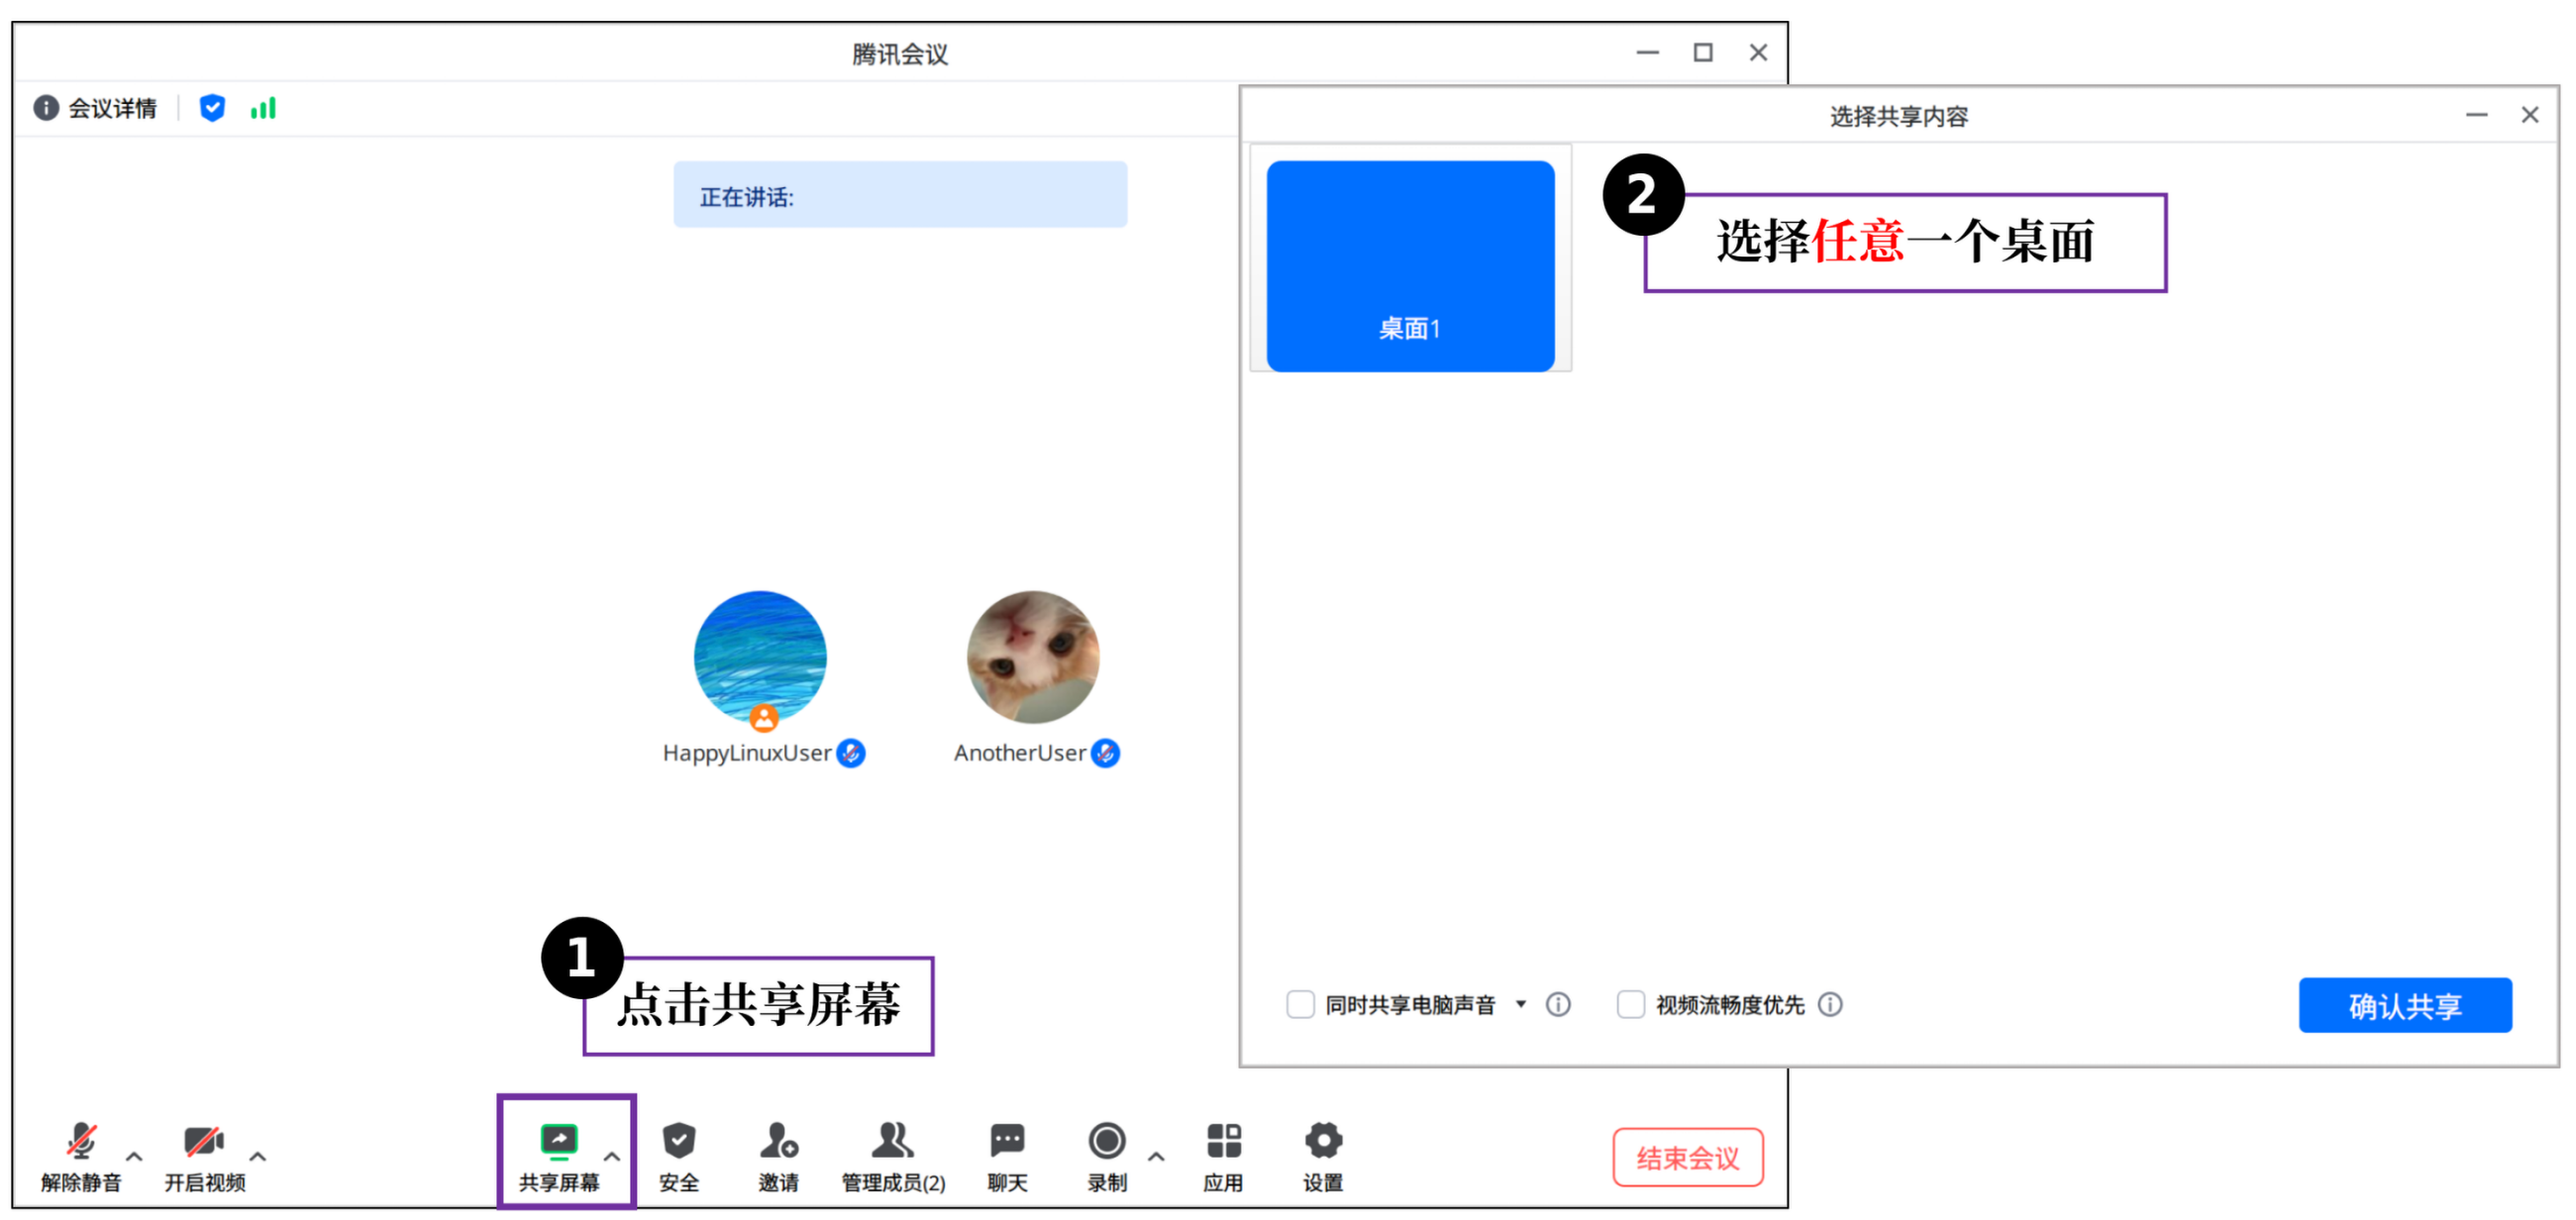 腾讯会议
会议详情
正在讲话:
HappyLinuxUser
AnotherUser
1
点击共享屏幕
解除静音
开启视频
共享屏幕
安全
邀请
管理成员(2)
聊天
录制
应用
设置
结束会议
选择共享内容
桌面1
2
选择任意一个桌面
同时共享电脑声音
视频流畅度优先
确认共享